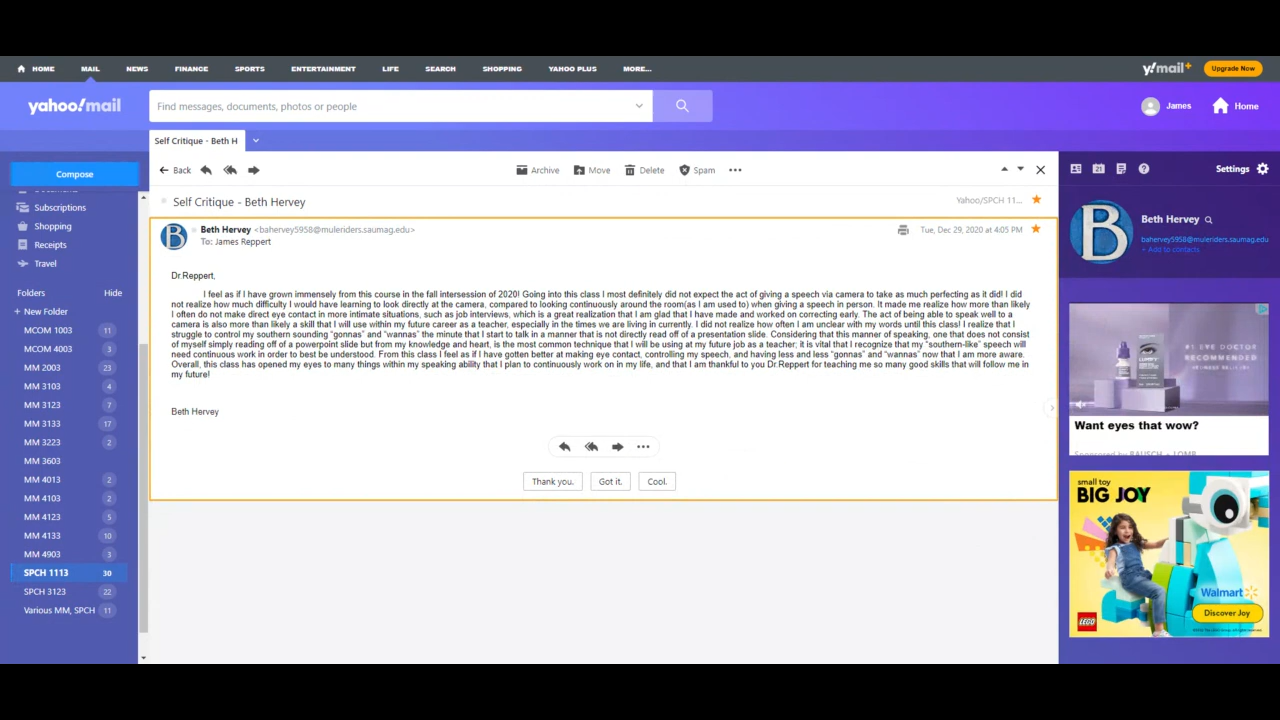 HOME MAIL NEWS FINANCE SPORTS ENTERTAINMENT LIFE SEARCH SHOPPING YAHOO PLUS MORE... y!mail+ Upgrade Now
yahoo!mail Find messages, documents, photos or people James Home
Self Critique - Beth H
Compose Back Archive Move Delete Spam Settings
Subscriptions
Shopping
Receipts
Travel
Folders Hide
+ New Folder
MCOM 1003 11
MCOM 4003 3
MM 2003 23
MM 3103 4
MM 3123 7
MM 3133 17
MM 3223 2
MM 3603
MM 4013 2
MM 4103 2
MM 4123 5
MM 4133 10
MM 4903 3
SPCH 1113 30
SPCH 3123 22
Various MM, SPCH 11
Self Critique - Beth Hervey Yahoo/SPCH 11...
B Beth Hervey <bahervey5958@muleriders.saumag.edu> Tue, Dec 29, 2020 at 4:05 PM
To: James Reppert
Dr.Reppert,
I feel as if I have grown immensely from this course in the fall intersession of 2020! Going into this class I most definitely did not expect the act of giving a speech via camera to take as much perfecting as it did! I did
not realize how much difficulty I would have learning to look directly at the camera, compared to looking continuously around the room(as I am used to) when giving a speech in person. It made me realize how more than likely
I often do not make direct eye contact in more intimate situations, such as job interviews, which is a great realization that I am glad that I have made and worked on correcting early. The act of being able to speak well to a
camera is also more than likely a skill that I will use within my future career as a teacher, especially in the times we are living in currently. I did not realize how often I am unclear with my words until this class! I realize that I
struggle to control my southern sounding "gonnas" and "wannas" the minute that I start to talk in a manner that is not directly read off of a presentation slide. Considering that this manner of speaking, one that does not consist
of myself simply reading off of a powerpoint slide but from my knowledge and heart, is the most common technique that I will be using at my future job as a teacher; it is vital that I recognize that my "southern-like" speech will
need continuous work in order to best be understood. From this class I feel as if I have gotten better at making eye contact, controlling my speech, and having less and less "gonnas" and "wannas" now that I am more aware.
Overall, this class has opened my eyes to many things within my speaking ability that I plan to continuously work on in my life, and that I am thankful to you Dr.Reppert for teaching me so many good skills that will follow me in
my future!
Beth Hervey
Thank you. Got it. Cool.
B Beth Hervey
bahervey5958@muleriders.saumag.edu
+ Add to contacts
#1 EYE DOCTOR
RECOMMENDED
LUMIFY
Want eyes that wow?
Sponsored by BAUSCH + LOMB
small toy
BIG JOY
Walmart
LEGO Discover Joy